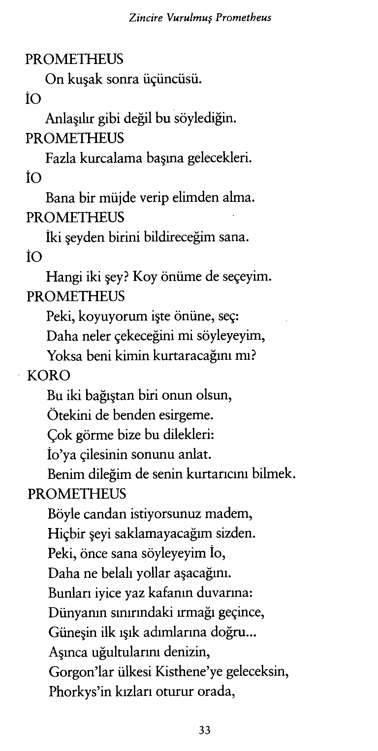 Zincire Vurulmuş Prometheus
PROMETHEUS
On kuşak sonra üçüncüsü.
İO
Anlaşılır gibi değil bu söylediğin.
PROMETHEUS
Fazla kurcalama başına gelecekleri.
İO
Bana bir müjde verip elimden alma.
PROMETHEUS
İki şeyden birini bildireceğim sana.
İO
Hangi iki şey? Koy önüme de seçeyim.
PROMETHEUS
Peki, koyuyorum işte önüne, seç:
Daha neler çekeceğini mi söyleyeyim,
Yoksa beni kimin kurtaracağını mı?
KORO
Bu iki bağıştan biri onun olsun,
Ötekini de benden esirgeme.
Çok görme bize bu dilekleri:
İo'ya çilesinin sonunu anlat.
Benim dileğim de senin kurtarıcını bilmek.
PROMETHEUS
Böyle candan istiyorsunuz madem,
Hiçbir şeyi saklamayacağım sizden.
Peki, önce sana söyleyeyim İo,
Daha ne belalı yollar aşacağını.
Bunları iyice yaz kafanın duvarına:
Dünyanın sınırındaki ırmağı geçince,
Güneşin ilk ışık adımlarına doğru...
Aşınca uğultularını denizin,
Gorgon'lar ülkesi Kisthene'ye geleceksin,
Phorkys'in kızları oturur orada,
33